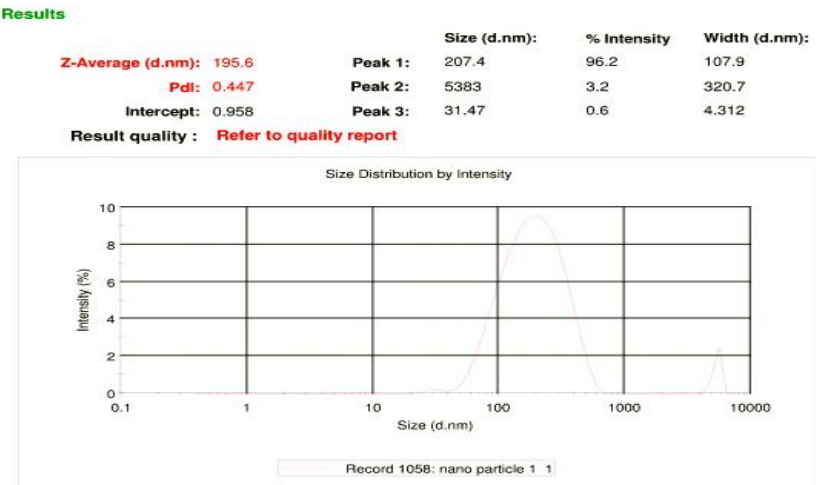 Results
Size (d.nm): % Intensity Width (d.nm):
Z-Average (d.nm): 195.6 Peak 1: 207.4 96.2 107.9
PdI: 0.447 Peak 2: 5383 3.2 320.7
Intercept: 0.958 Peak 3: 31.47 0.6 4.312
Result quality : Refer to quality report
Size Distribution by Intensity
Intensity (%)
10
8
6
4
2
0
0.1 1 10 100 1000 10000
Size (d.nm)
Record 1058: nano particle 1 1